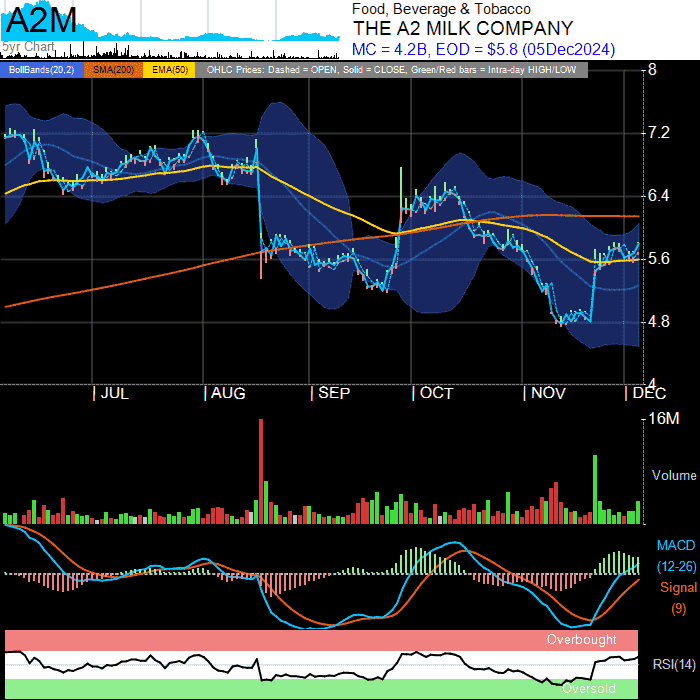 A2M
5yr Chart
Food, Beverage & Tobacco
THE A2 MILK COMPANY
MC = 4.2B, EOD = $5.8 (05Dec2024)
BollBands(20,2) SMA(200) EMA(50) OHLC Prices: Dashed = OPEN, Solid = CLOSE, Green/Red bars = Intra-day HIGH/LOW
8
7.2
6.4
5.6
4.8
4
| JUL | AUG | SEP | OCT | NOV | DEC
16M
Volume
MACD
(12-26)
Signal
(9)
Overbought
RSI(14)
Oversold